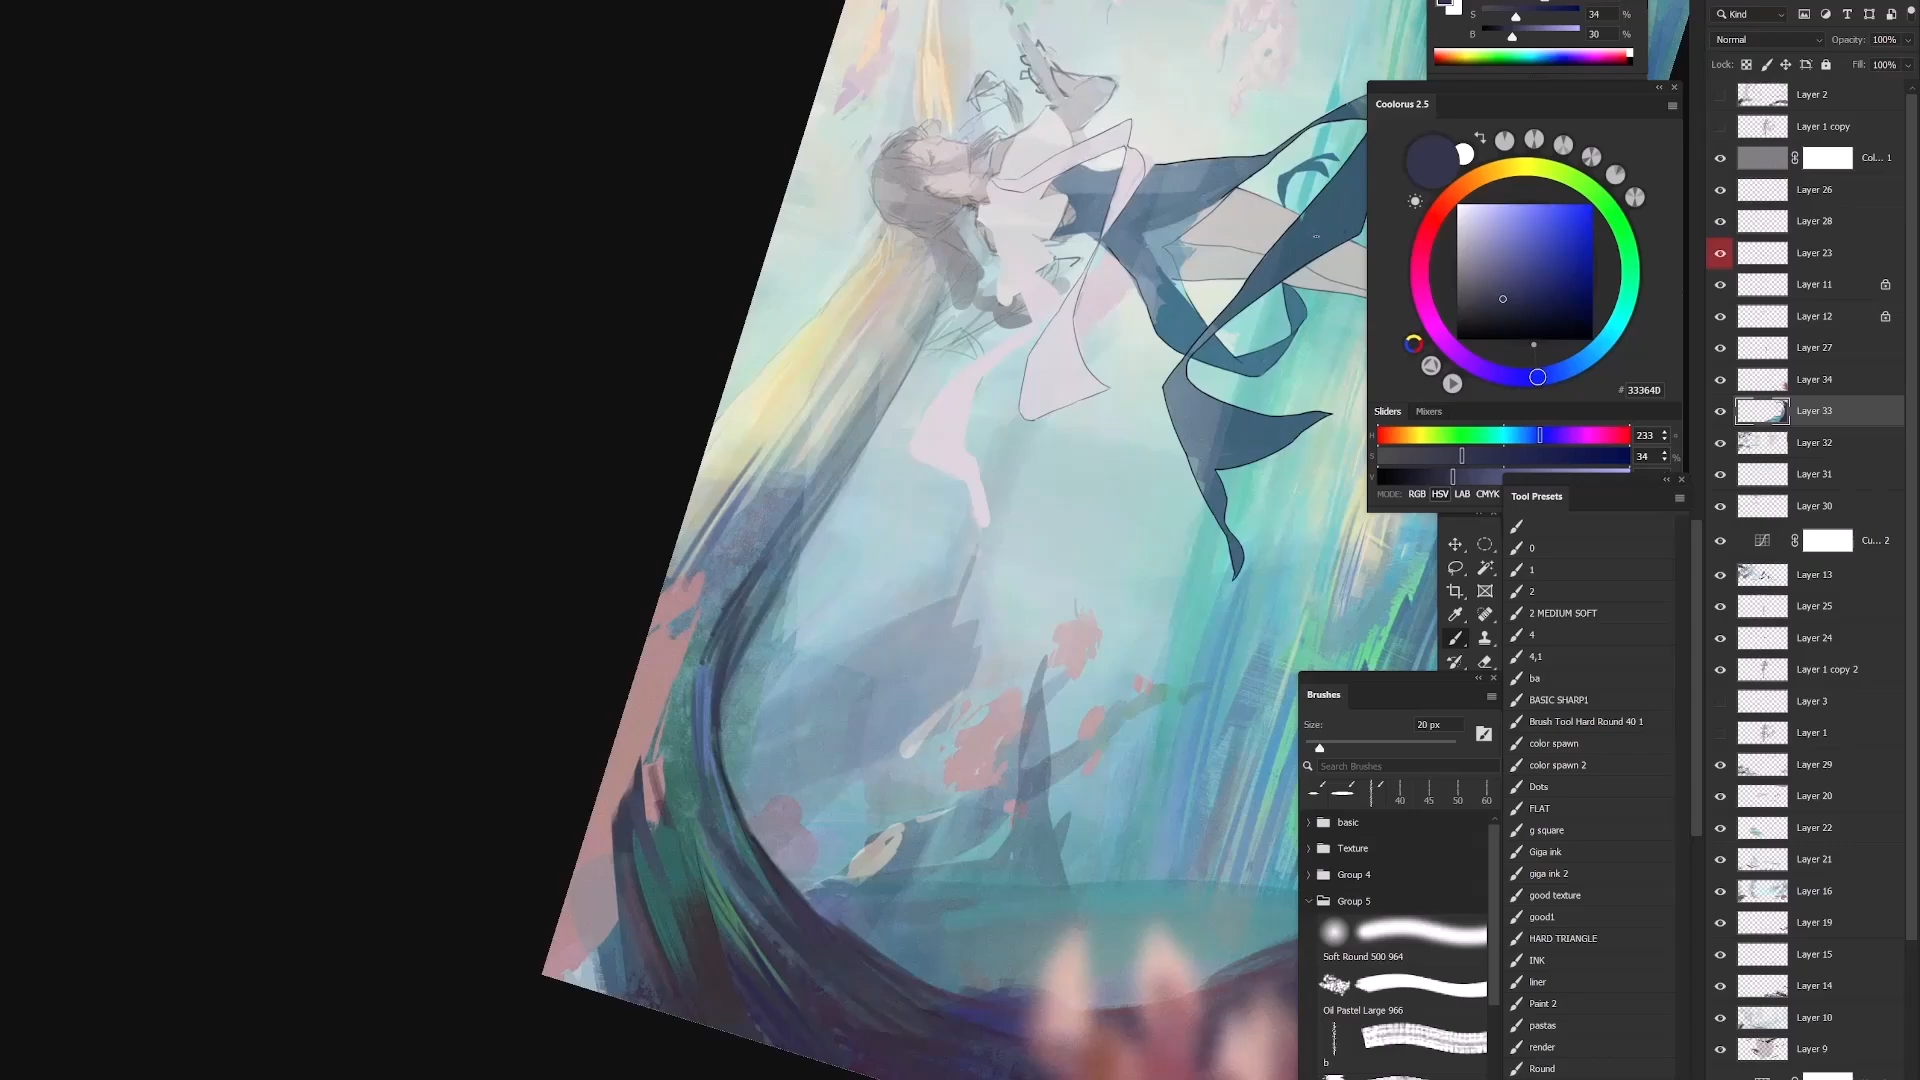 S 34 %
B 30 %
Coolorus 2.5
# 33364D
Sliders Mixers
H 233 °
S 34 %
V
MODE: RGB HSV LAB CMYK
Tool Presets
0
1
2
2 MEDIUM SOFT
4
4,1
ba
BASIC SHARP1
Brush Tool Hard Round 40 1
color spawn
color spawn 2
Dots
FLAT
g square
Giga ink
giga ink 2
good texture
good1
HARD TRIANGLE
INK
liner
Paint 2
pastas
render
Round
Brushes
Size: 20 px
Search Brushes
40 45 50 60
basic
Texture
Group 4
Group 5
Soft Round 500 964
Oil Pastel Large 966
b
Kind
Normal Opacity: 100%
Lock: Fill: 100%
Layer 2
Layer 1 copy
Col... 1
Layer 26
Layer 28
Layer 23
Layer 11
Layer 12
Layer 27
Layer 34
Layer 33
Layer 32
Layer 31
Layer 30
Cu... 2
Layer 13
Layer 25
Layer 24
Layer 1 copy 2
Layer 3
Layer 1
Layer 29
Layer 20
Layer 22
Layer 21
Layer 16
Layer 19
Layer 15
Layer 14
Layer 10
Layer 9